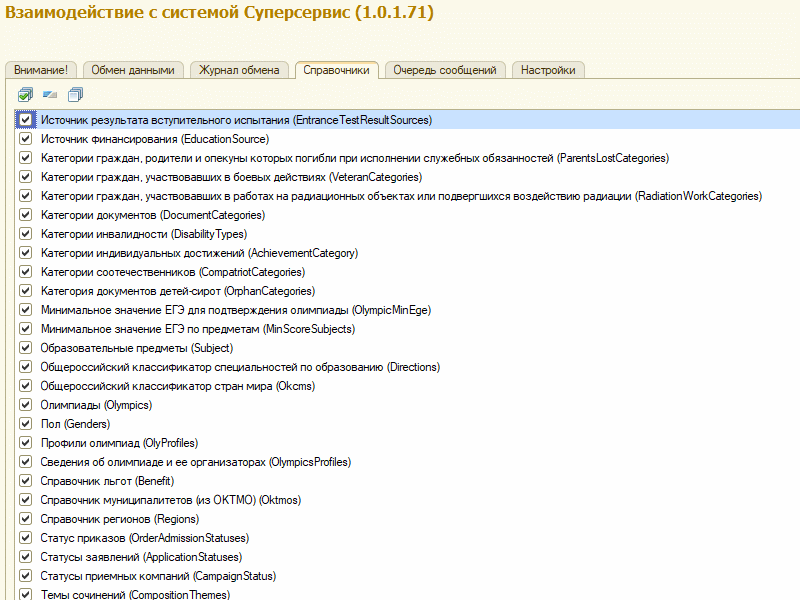 Взаимодействие с системой Суперсервис (1.0.1.71)
Внимание! Обмен данными Журнал обмена Справочники Очередь сообщений Настройки
Источник результата вступительного испытания (EntranceTestResultSources)
Источник финансирования (EducationSource)
Категории граждан, родители и опекуны которых погибли при исполнении служебных обязанностей (ParentsLostCategories)
Категории граждан, участвовавших в боевых действиях (VeteranCategories)
Категории граждан, участвовавших в работах на радиационных объектах или подвергшихся воздействию радиации (RadiationWorkCategories)
Категории документов (DocumentCategories)
Категории инвалидности (DisabilityTypes)
Категории индивидуальных достижений (AchievementCategory)
Категории соотечественников (CompatriotCategories)
Категория документов детей-сирот (OrphanCategories)
Минимальное значение ЕГЭ для подтверждения олимпиады (OlympicMinEge)
Минимальное значение ЕГЭ по предметам (MinScoreSubjects)
Образовательные предметы (Subject)
Общероссийский классификатор специальностей по образованию (Directions)
Общероссийский классификатор стран мира (Okcms)
Олимпиады (Olympics)
Пол (Genders)
Профили олимпиад (OlyProfiles)
Сведения об олимпиаде и ее организаторах (OlympicsProfiles)
Справочник льгот (Benefit)
Справочник муниципалитетов (из ОКТМО) (Oktmos)
Справочник регионов (Regions)
Статус приказов (OrderAdmissionStatuses)
Статусы заявлений (ApplicationStatuses)
Статусы приемных компаний (CampaignStatus)
Темы сочинений (CompositionThemes)